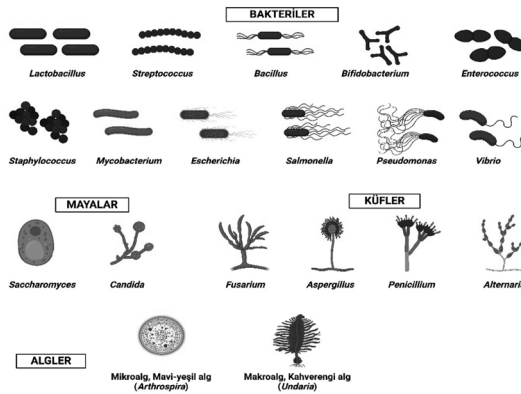 BAKTERİLER
Lactobacillus
Streptococcus
Bacillus
Bifidobacterium
Enterococcus
Staphylococcus
Mycobacterium
Escherichia
Salmonella
Pseudomonas
Vibrio
MAYALAR
KÜFLER
Saccharomyces
Candida
Fusarium
Aspergillus
Penicillium
Alternaria
ALGLER
Mikroalg, Mavi-yeşil alg
(Arthrospira)
Makroalg, Kahverengi alg
(Undaria)